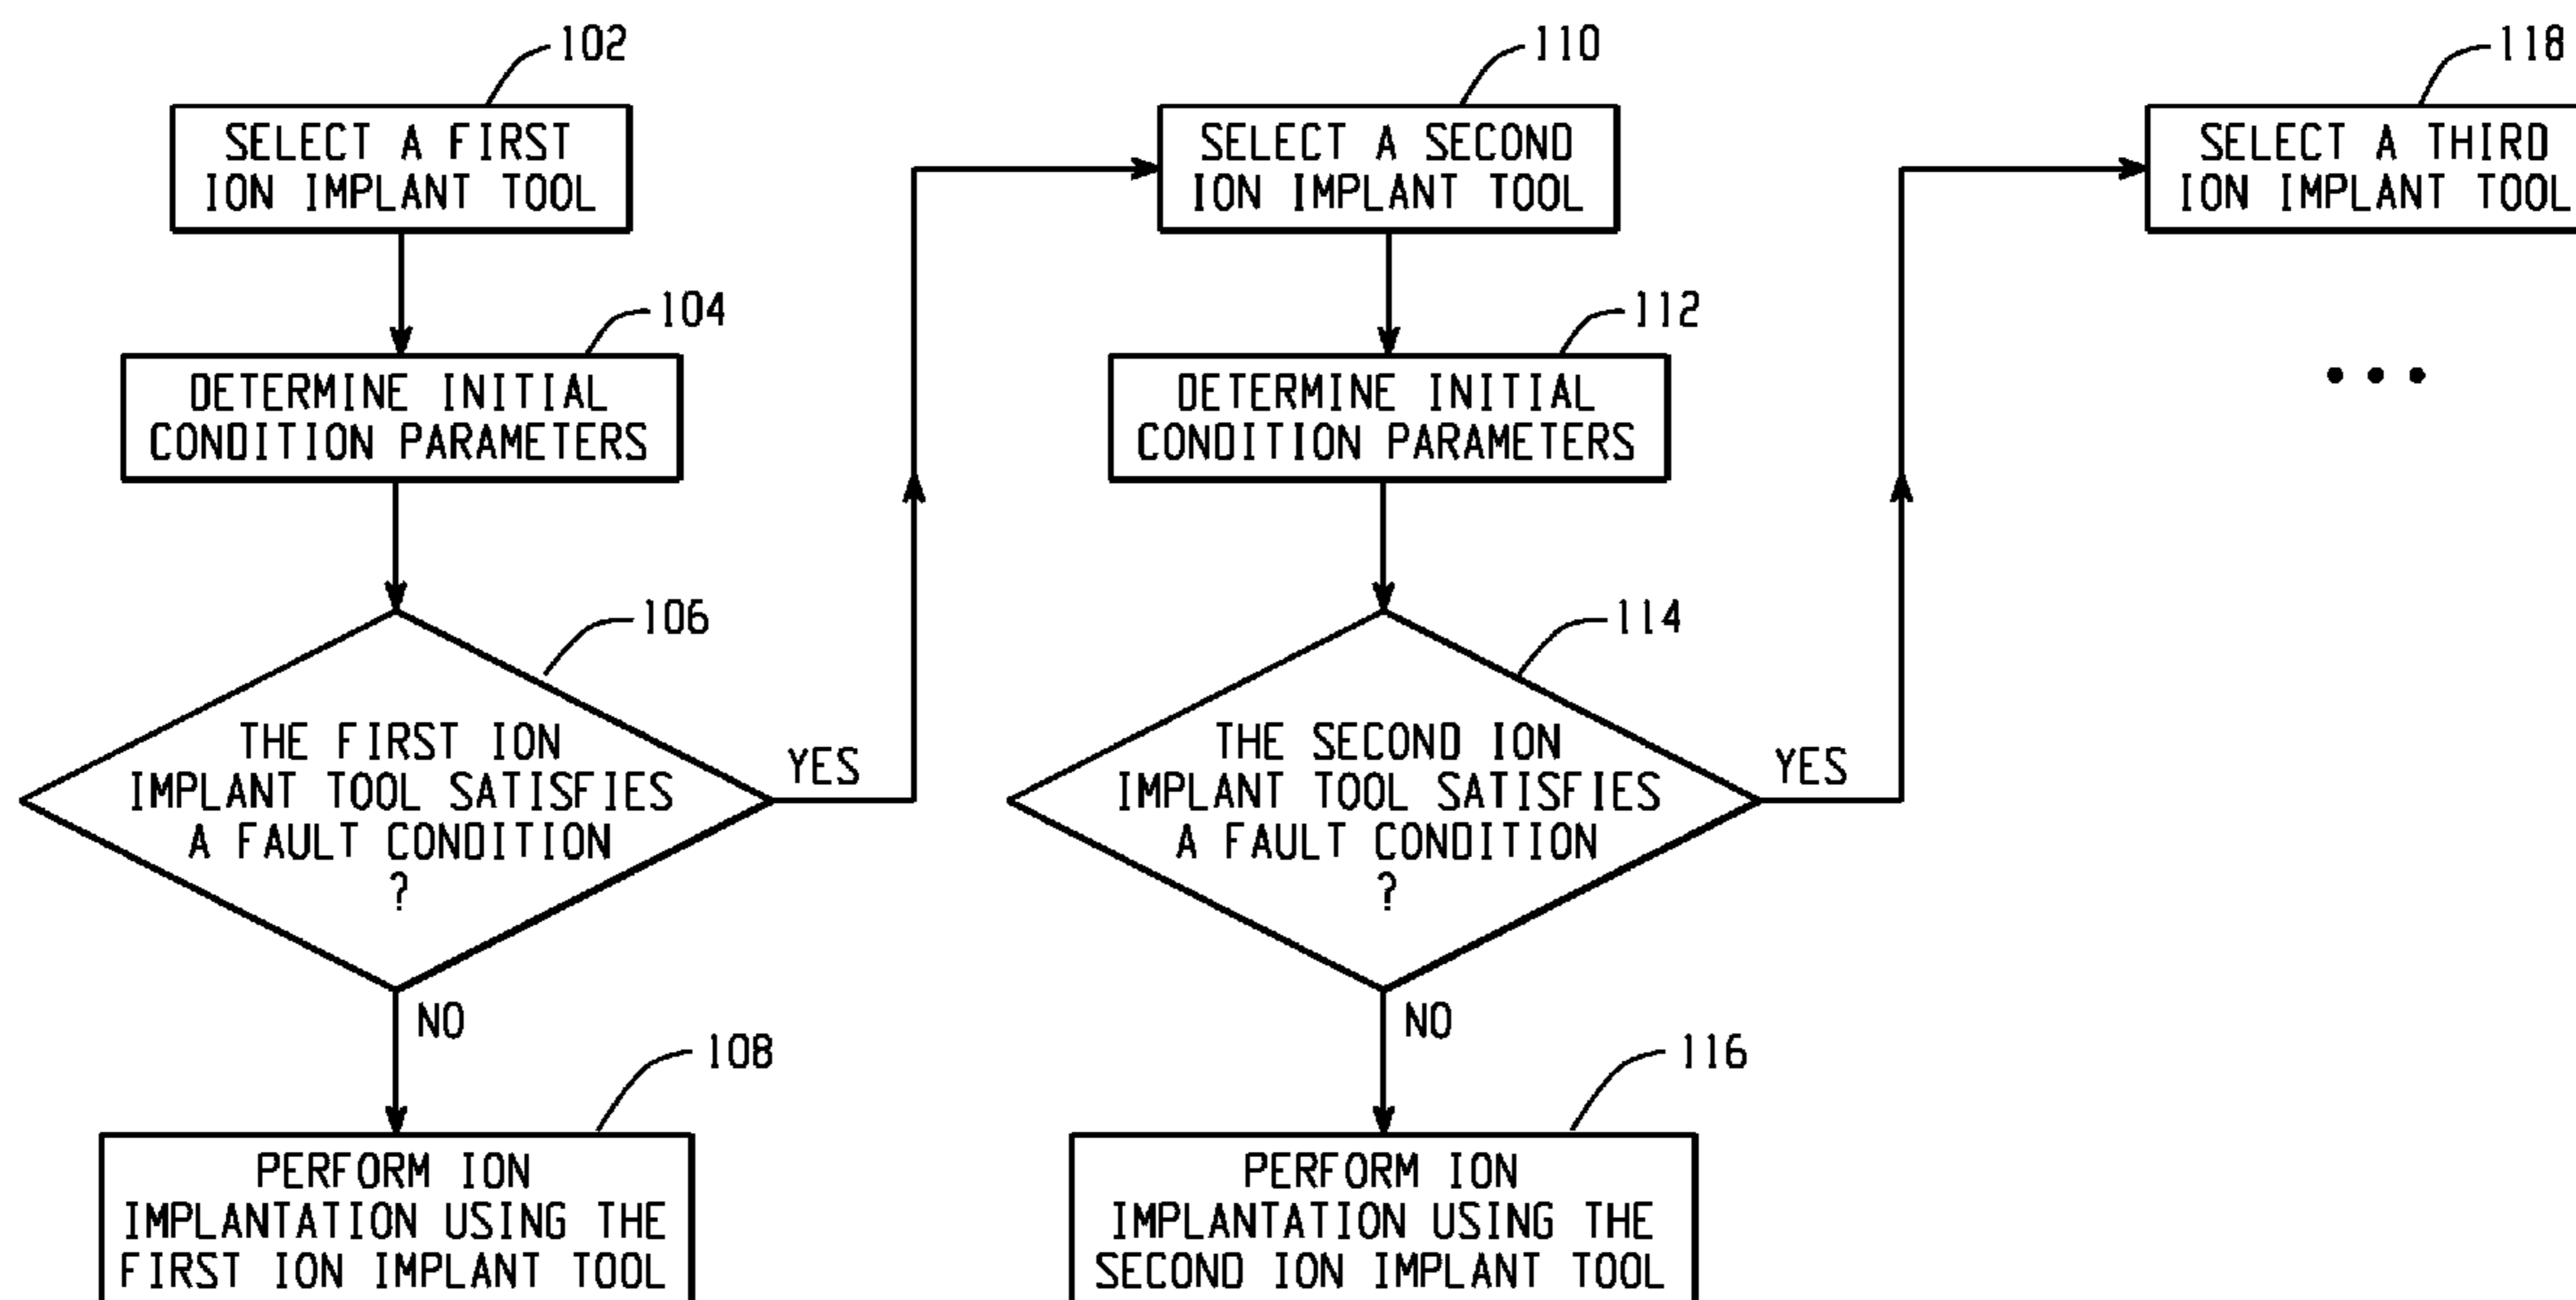 102
SELECT A FIRST
ION IMPLANT TOOL
104
DETERMINE INITIAL
CONDITION PARAMETERS
106
THE FIRST ION
IMPLANT TOOL SATISFIES
A FAULT CONDITION
?
YES
NO
108
PERFORM ION
IMPLANTATION USING THE
FIRST ION IMPLANT TOOL
110
SELECT A SECOND
ION IMPLANT TOOL
112
DETERMINE INITIAL
CONDITION PARAMETERS
114
THE SECOND ION
IMPLANT TOOL SATISFIES
A FAULT CONDITION
?
YES
NO
116
PERFORM ION
IMPLANTATION USING THE
SECOND ION IMPLANT TOOL
118
SELECT A THIRD
ION IMPLANT TOOL
• • •